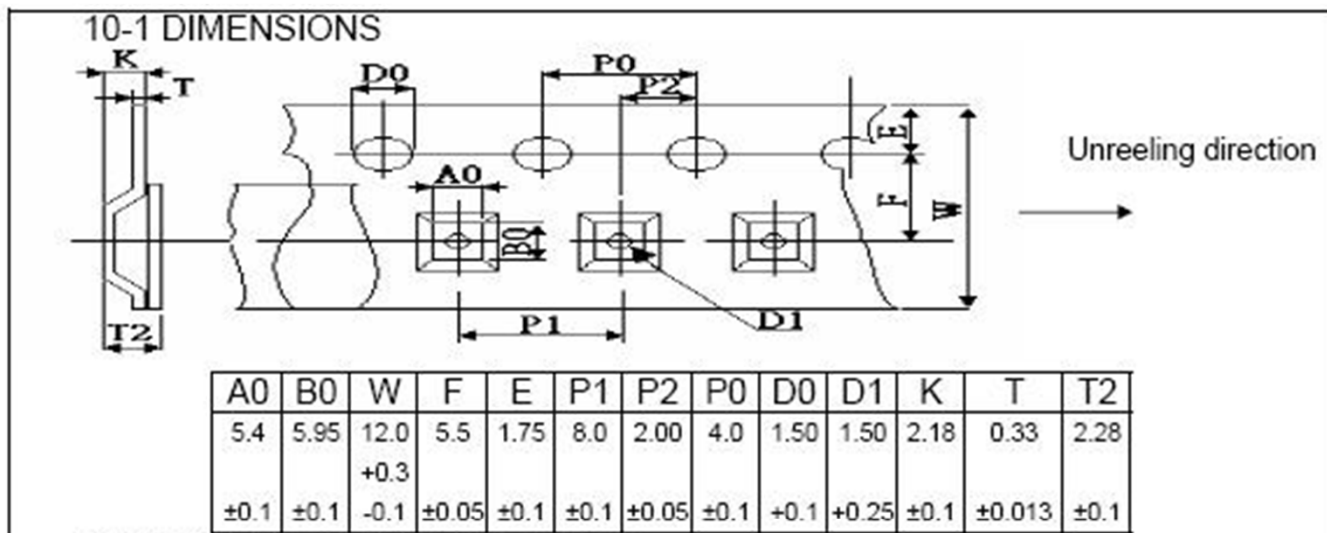 10-1 DIMENSIONS
K
T
D0
P0
P2
E
Unreeling direction
A0
F
W
B0
T2
P1
D1
A0 B0 W F E P1 P2 P0 D0 D1 K T T2
5.4 5.95 12.0 5.5 1.75 8.0 2.00 4.0 1.50 1.50 2.18 0.33 2.28
+0.3
±0.1 ±0.1 -0.1 ±0.05 ±0.1 ±0.1 ±0.05 ±0.1 +0.1 +0.25 ±0.1 ±0.013 ±0.1